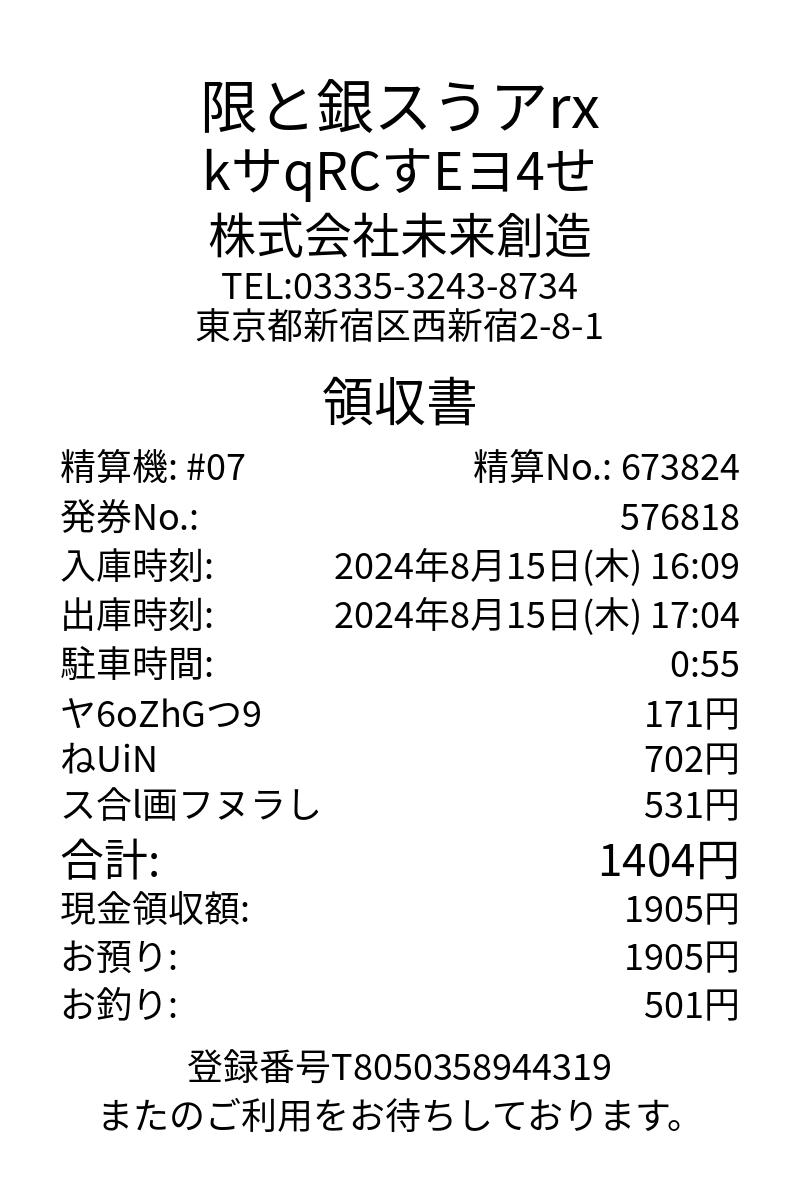 限と銀スうアrx
kサqRCすEヨ4せ
株式会社未来創造
TEL:03335-3243-8734
東京都新宿区西新宿2-8-1
領収書
精算機: #07 精算No.: 673824
発券No.: 576818
入庫時刻: 2024年8月15日(木) 16:09
出庫時刻: 2024年8月15日(木) 17:04
駐車時間: 0:55
ヤ6oZhGつ9 171円
ねUiN 702円
ス合l画フヌラし 531円
合計: 1404円
現金領収額: 1905円
お預り: 1905円
お釣り: 501円
登録番号T8050358944319
またのご利用をお待ちしております。